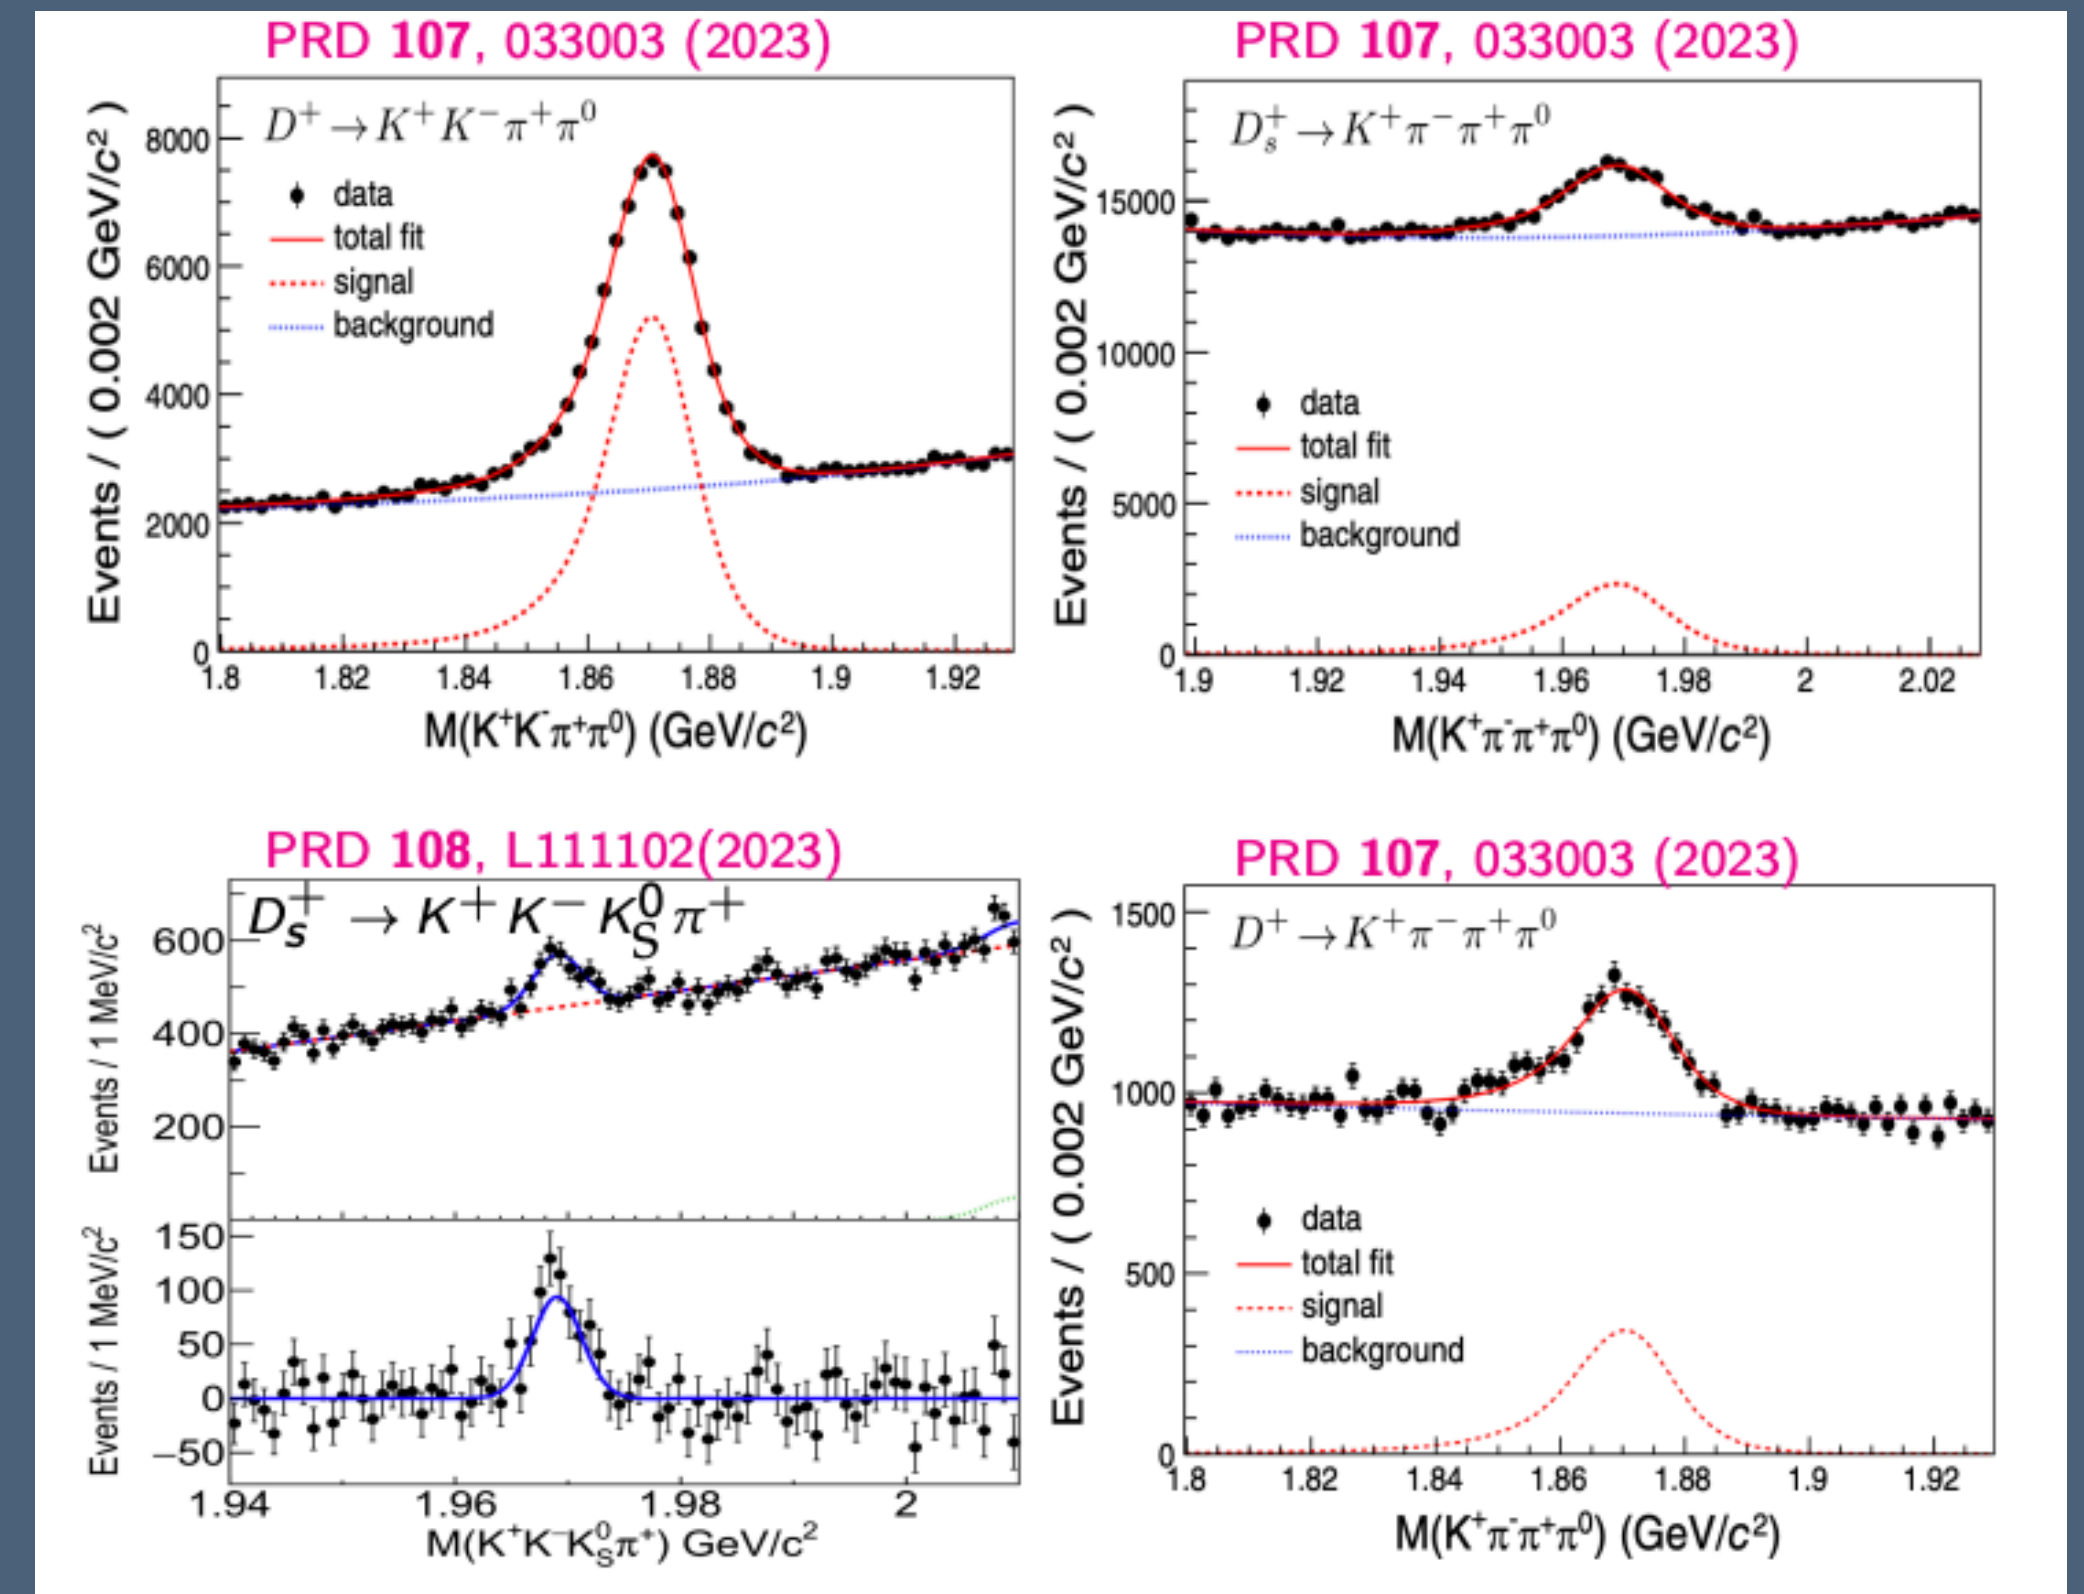 PRD 107, 033003 (2023)
Events / ( 0.002 GeV/c² )
D⁺ → K⁺ K⁻ π⁺ π⁰
data
total fit
signal
background
8000
6000
4000
2000
0
1.8 1.82 1.84 1.86 1.88 1.9 1.92
M(K⁺K⁻π⁺π⁰) (GeV/c²)
PRD 107, 033003 (2023)
Events / ( 0.002 GeV/c² )
D_s⁺ → K⁺ π⁻ π⁺ π⁰
15000
10000
5000
0
data
total fit
signal
background
1.9 1.92 1.94 1.96 1.98 2 2.02
M(K⁺π⁻π⁺π⁰) (GeV/c²)
PRD 108, L111102(2023)
Events / 1 MeV/c²
D_s⁺ → K⁺ K⁻ K_S⁰ π⁺
600
400
200
Events / 1 MeV/c²
150
100
50
0
−50
1.94 1.96 1.98 2
M(K⁺K⁻K_S⁰π⁺) GeV/c²
PRD 107, 033003 (2023)
Events / ( 0.002 GeV/c² )
D⁺ → K⁺ π⁻ π⁺ π⁰
1500
1000
500
0
data
total fit
signal
background
1.8 1.82 1.84 1.86 1.88 1.9 1.92
M(K⁺π⁻π⁺π⁰) (GeV/c²)